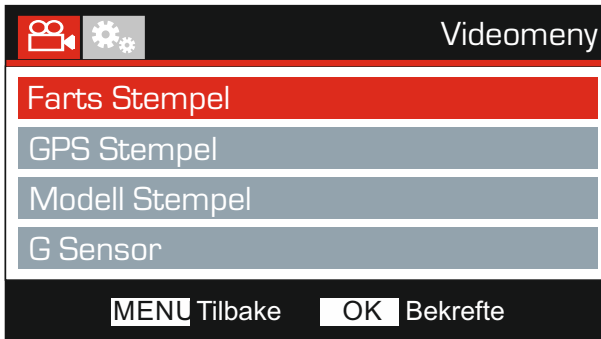 Videomeny
Farts Stempel
GPS Stempel
Modell Stempel
G Sensor
MENU Tilbake OK Bekrefte